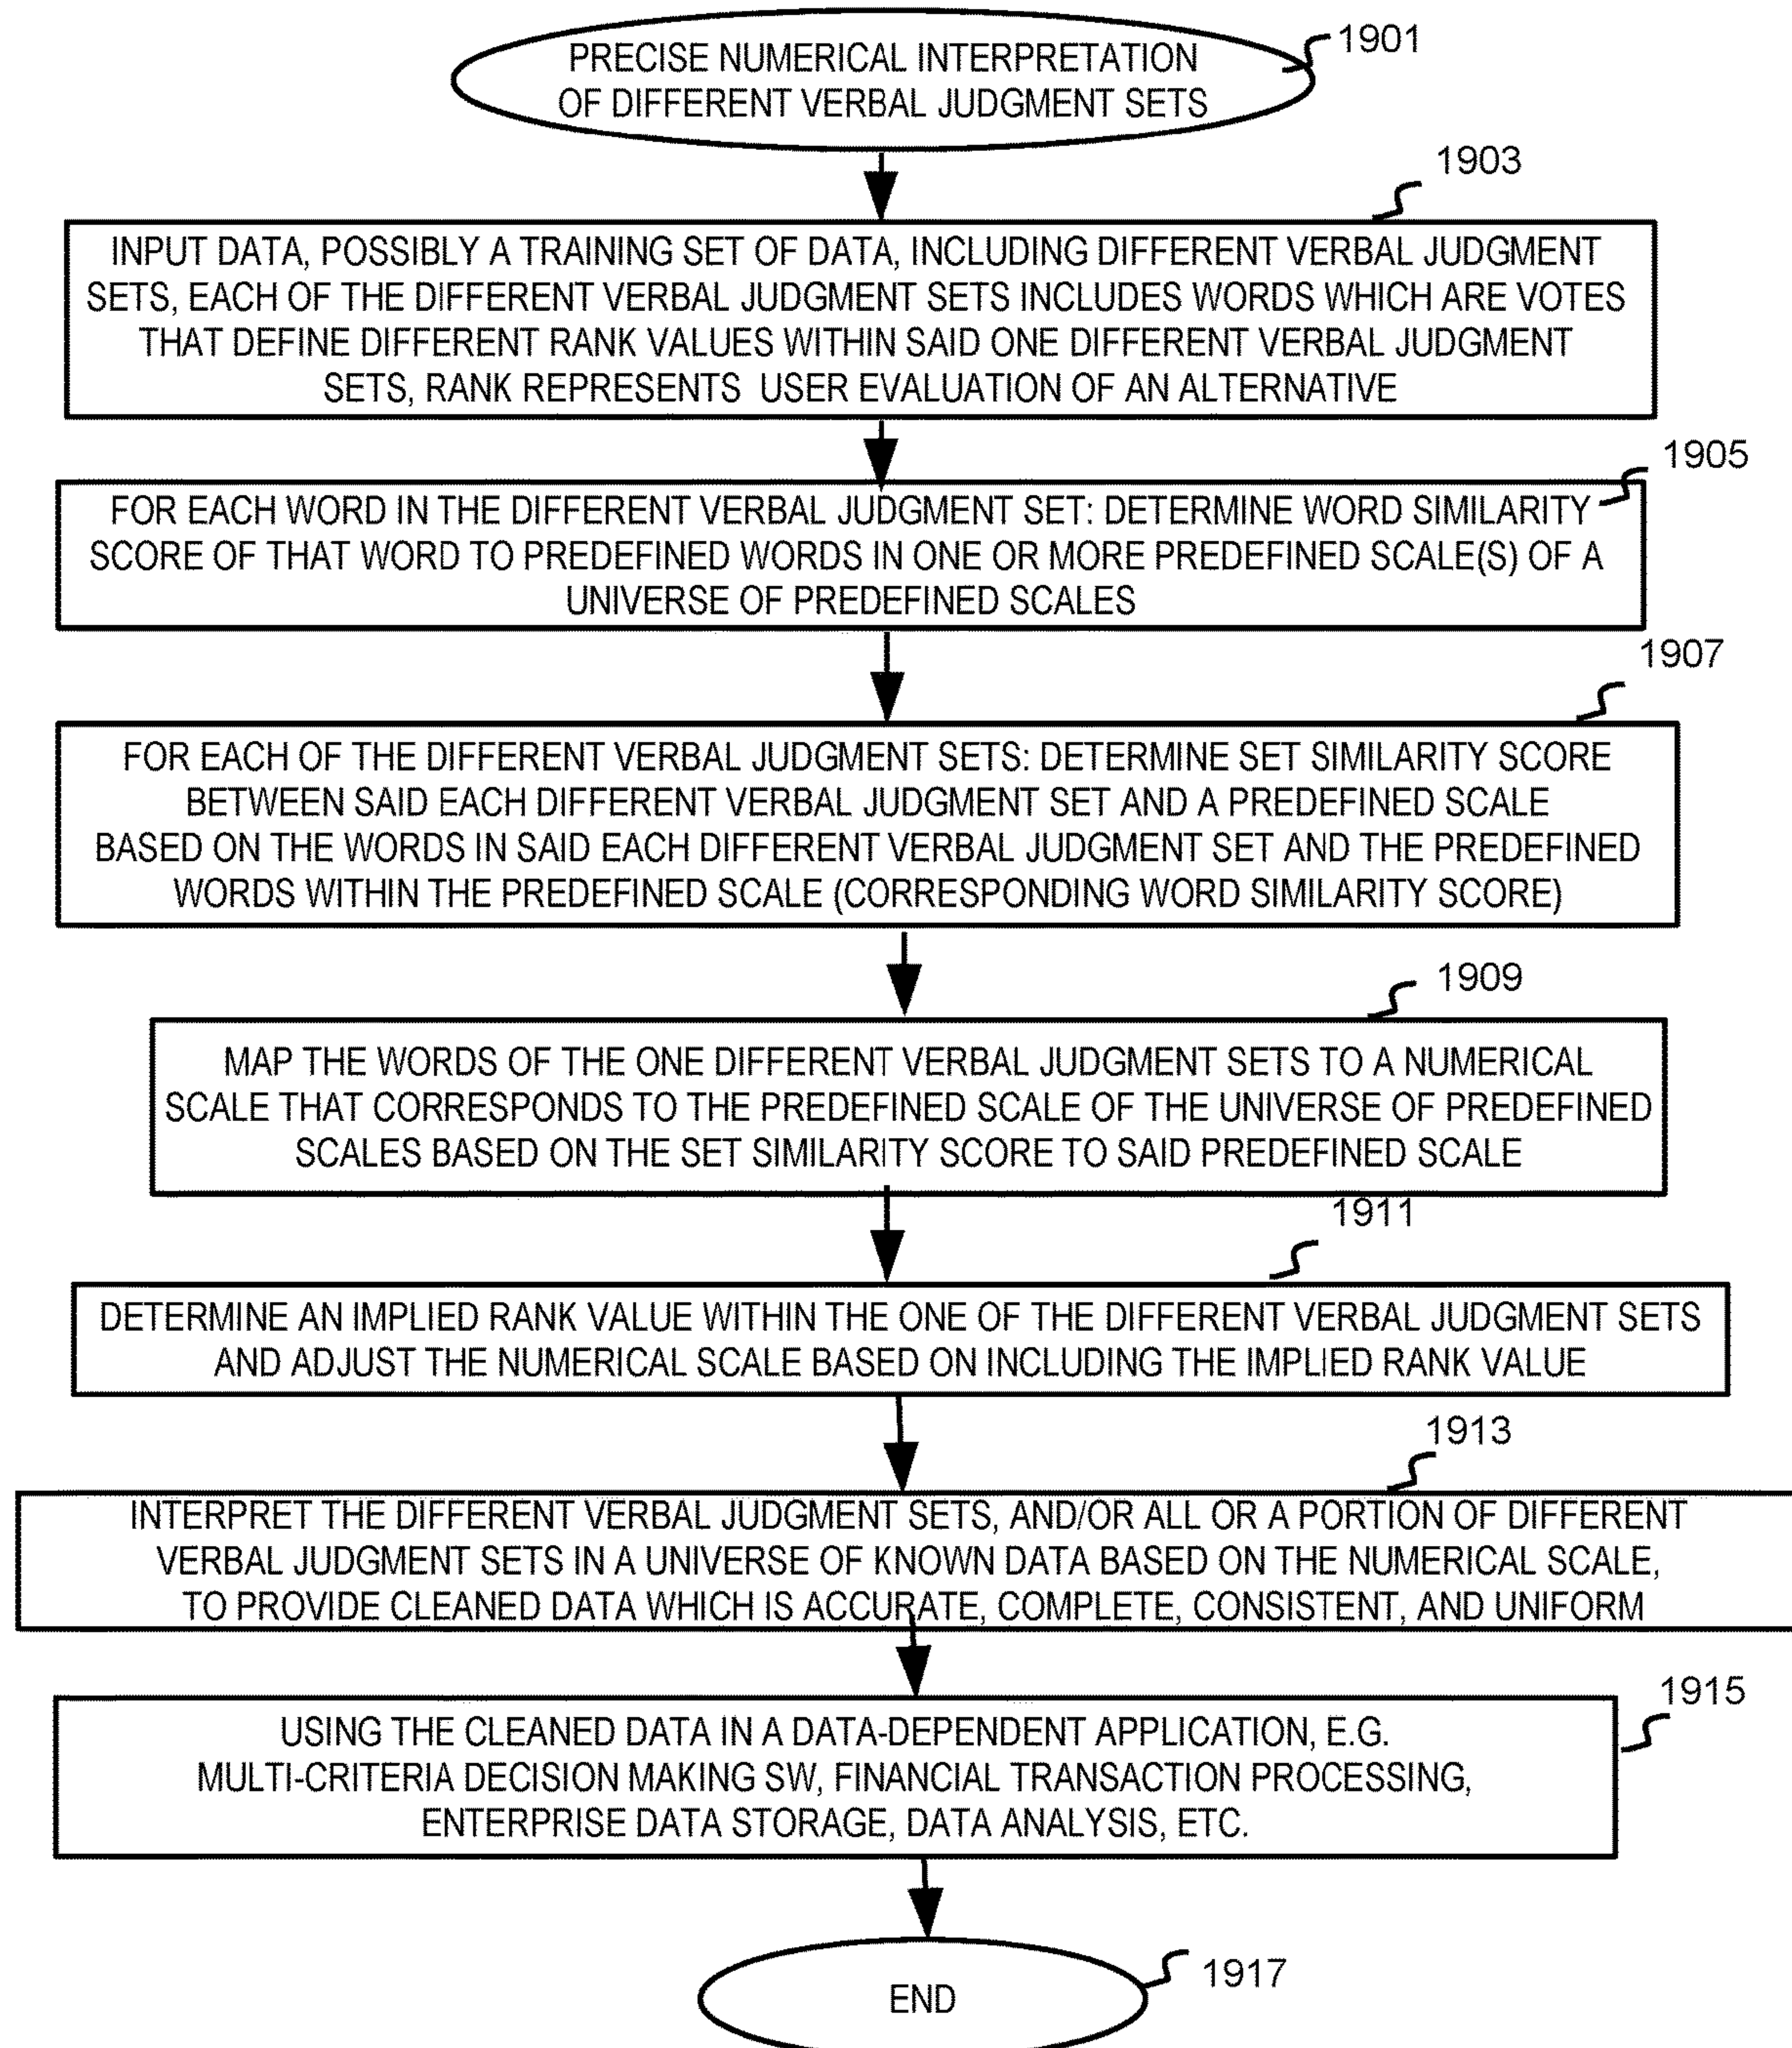 PRECISE NUMERICAL INTERPRETATION
OF DIFFERENT VERBAL JUDGMENT SETS
1901
1903
INPUT DATA, POSSIBLY A TRAINING SET OF DATA, INCLUDING DIFFERENT VERBAL JUDGMENT
SETS, EACH OF THE DIFFERENT VERBAL JUDGMENT SETS INCLUDES WORDS WHICH ARE VOTES
THAT DEFINE DIFFERENT RANK VALUES WITHIN SAID ONE DIFFERENT VERBAL JUDGMENT
SETS, RANK REPRESENTS USER EVALUATION OF AN ALTERNATIVE
1905
FOR EACH WORD IN THE DIFFERENT VERBAL JUDGMENT SET: DETERMINE WORD SIMILARITY
SCORE OF THAT WORD TO PREDEFINED WORDS IN ONE OR MORE PREDEFINED SCALE(S) OF A
UNIVERSE OF PREDEFINED SCALES
1907
FOR EACH OF THE DIFFERENT VERBAL JUDGMENT SETS: DETERMINE SET SIMILARITY SCORE
BETWEEN SAID EACH DIFFERENT VERBAL JUDGMENT SET AND A PREDEFINED SCALE
BASED ON THE WORDS IN SAID EACH DIFFERENT VERBAL JUDGMENT SET AND THE PREDEFINED
WORDS WITHIN THE PREDEFINED SCALE (CORRESPONDING WORD SIMILARITY SCORE)
1909
MAP THE WORDS OF THE ONE DIFFERENT VERBAL JUDGMENT SETS TO A NUMERICAL
SCALE THAT CORRESPONDS TO THE PREDEFINED SCALE OF THE UNIVERSE OF PREDEFINED
SCALES BASED ON THE SET SIMILARITY SCORE TO SAID PREDEFINED SCALE
1911
DETERMINE AN IMPLIED RANK VALUE WITHIN THE ONE OF THE DIFFERENT VERBAL JUDGMENT SETS
AND ADJUST THE NUMERICAL SCALE BASED ON INCLUDING THE IMPLIED RANK VALUE
1913
INTERPRET THE DIFFERENT VERBAL JUDGMENT SETS, AND/OR ALL OR A PORTION OF DIFFERENT
VERBAL JUDGMENT SETS IN A UNIVERSE OF KNOWN DATA BASED ON THE NUMERICAL SCALE,
TO PROVIDE CLEANED DATA WHICH IS ACCURATE, COMPLETE, CONSISTENT, AND UNIFORM
1915
USING THE CLEANED DATA IN A DATA-DEPENDENT APPLICATION, E.G.
MULTI-CRITERIA DECISION MAKING SW, FINANCIAL TRANSACTION PROCESSING,
ENTERPRISE DATA STORAGE, DATA ANALYSIS, ETC.
END
1917